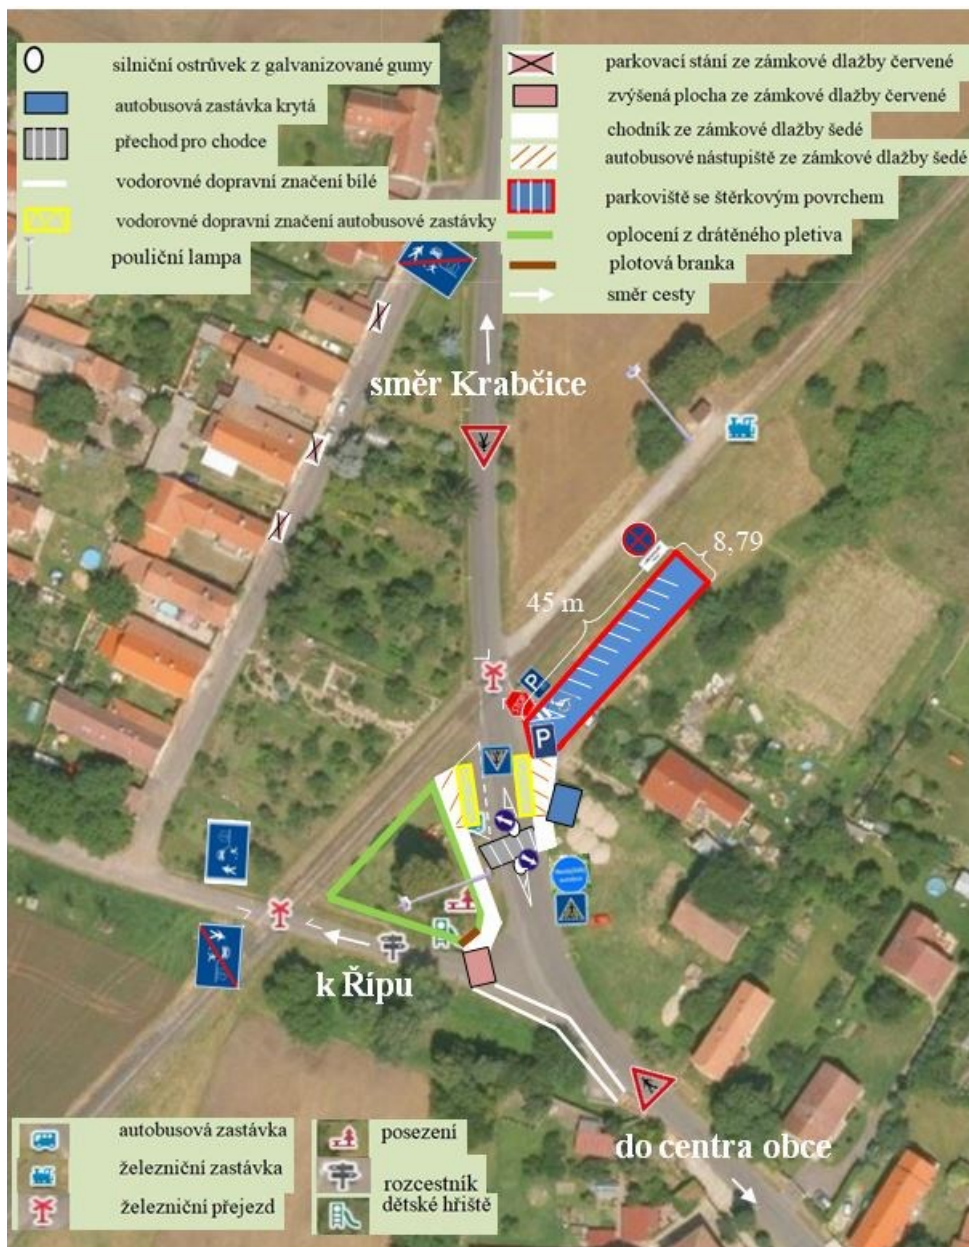 silniční ostrůvek z galvanizované gumy
autobusová zastávka krytá
přechod pro chodce
vodorovné dopravní značení bílé
vodorovné dopravní značení autobusové zastávky
pouliční lampa
parkovací stání ze zámkové dlažby červené
zvýšená plocha ze zámkové dlažby červené
chodník ze zámkové dlažby šedé
autobusové nástupiště ze zámkové dlažby šedé
parkoviště se štěrkovým povrchem
oplocení z drátěného pletiva
plotová branka
směr cesty
směr Krabčice
8,79
45 m
P
P
k Řípu
do centra obce
autobusová zastávka
železniční zastávka
železniční přejezd
posezení
rozcestník
dětské hřiště